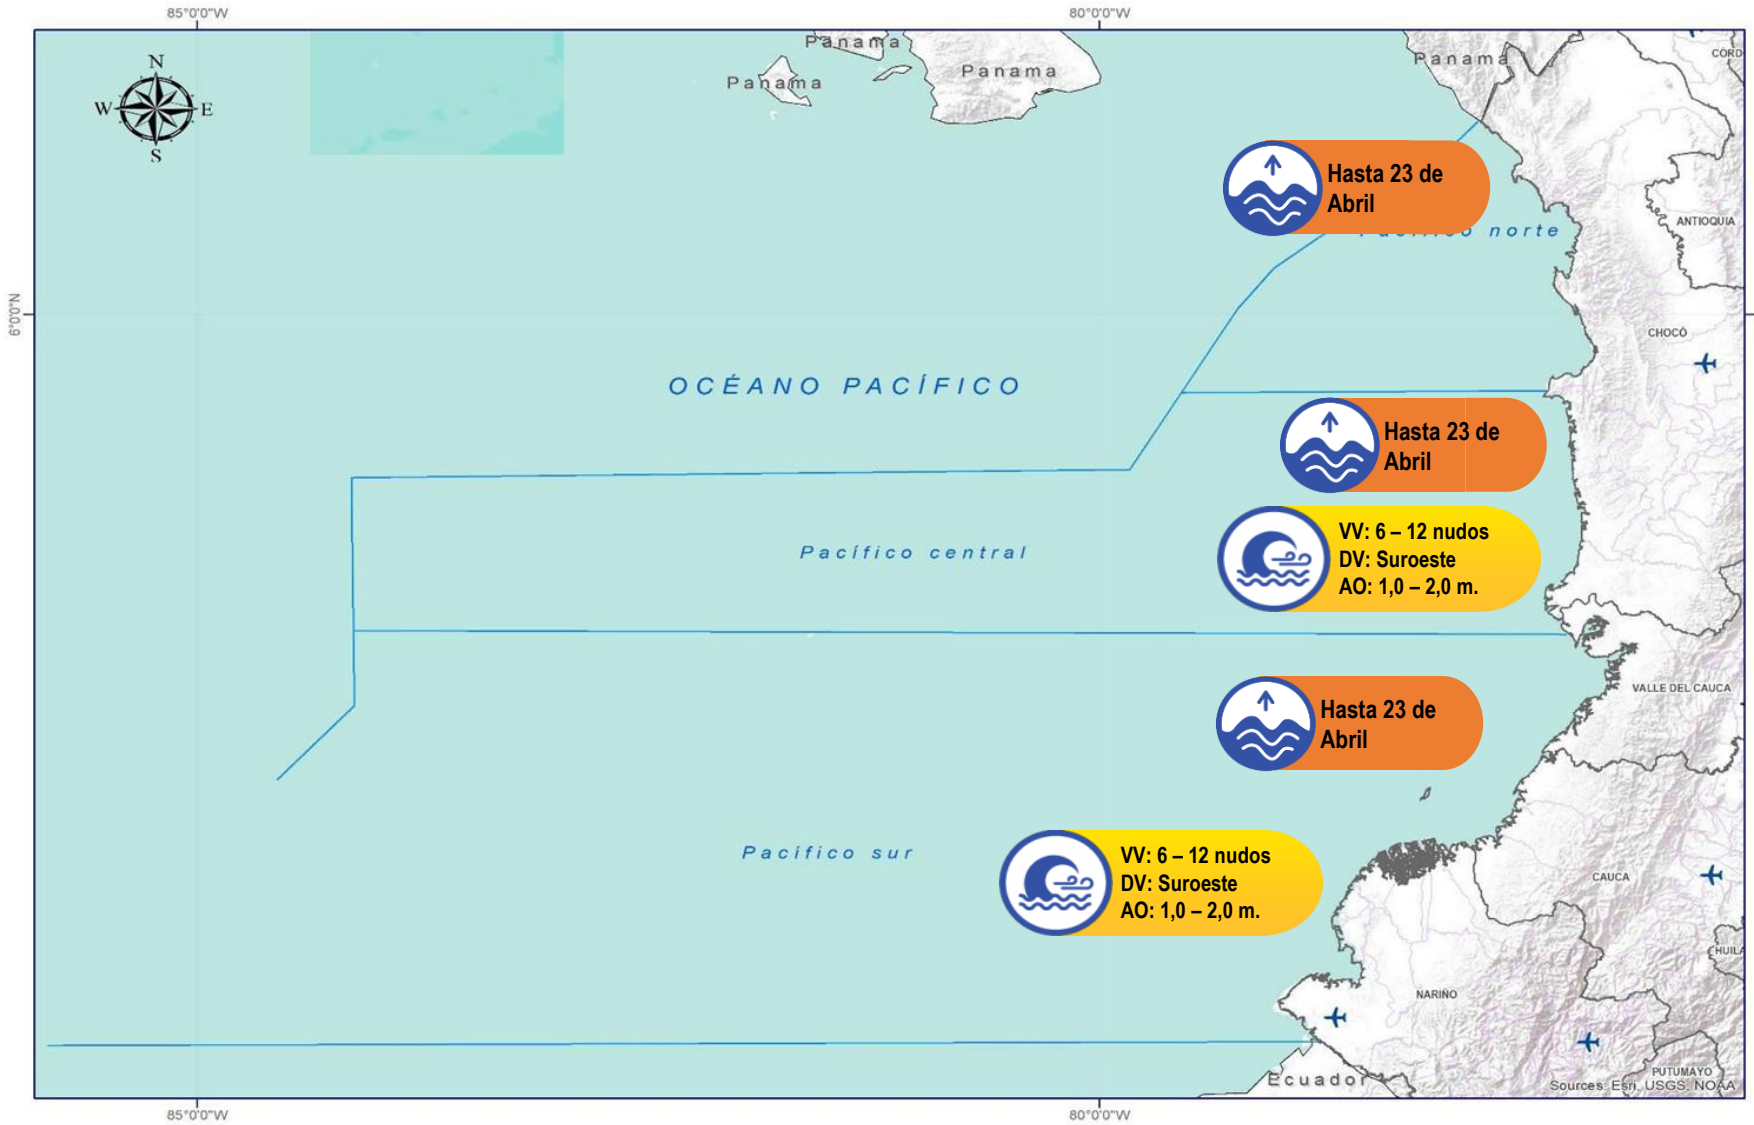 85°0'0"W
80°0'0"W
N
W
E
S
Panama
Panama
Panama
Panama
CORD
Hasta 23 de
Abril
ANTIOQUIA
Pacífico norte
6°0'0"N
CHOCÓ
OCÉANO PACÍFICO
Hasta 23 de
Abril
VV: 6 – 12 nudos
DV: Suroeste
AO: 1,0 – 2,0 m.
Pacífico central
VALLE DEL CAUCA
Hasta 23 de
Abril
Pacífico sur
VV: 6 – 12 nudos
DV: Suroeste
AO: 1,0 – 2,0 m.
CAUCA
HUILA
NARIÑO
Ecuador
PUTUMAYO
Sources: Esri, USGS, NOAA
85°0'0"W
80°0'0"W